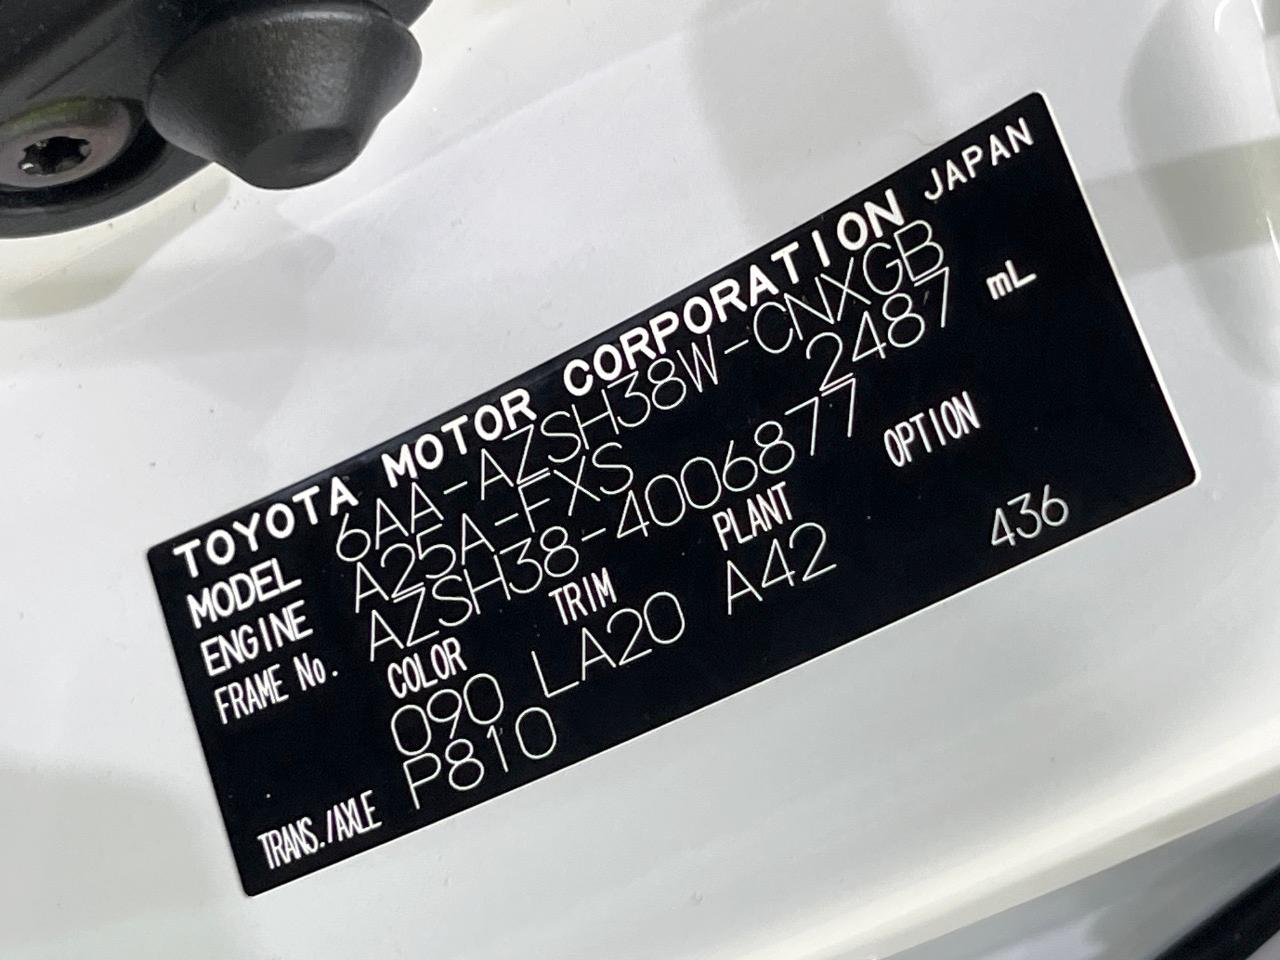 TOYOTA MOTOR CORPORATION JAPAN
MODEL 6AA-AZSH38W-CNXGB
ENGINE A25A-FXS 2487 mL
FRAME No. AZSH38-4006877
COLOR TRIM PLANT OPTION
090 LA20 A42 436
TRANS./AXLE P810